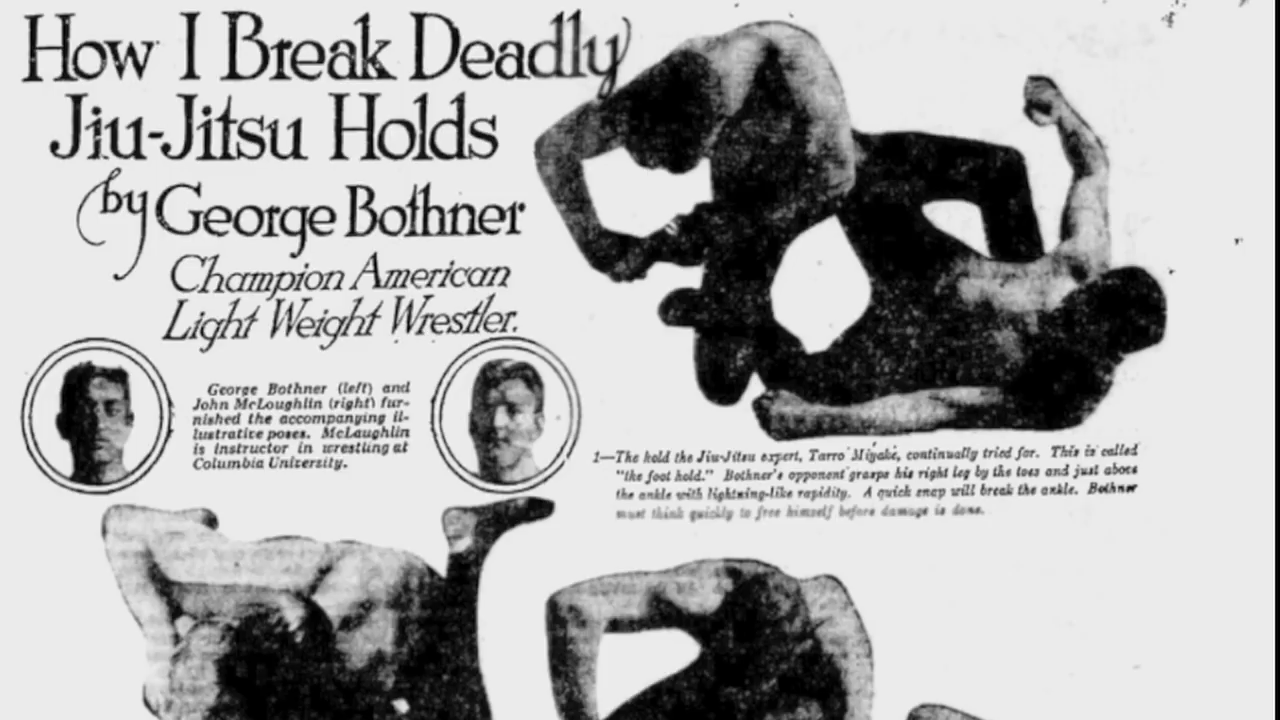 How I Break Deadly
Jiu-Jitsu Holds
by George Bothner
Champion American
Light Weight Wrestler.
George Bothner (left) and
John McLoughlin (right) fur-
nished the accompanying il-
lustrative poses. McLaughlin
is instructor in wrestling at
Columbia University.
1—The hold the Jiu-Jitsu expert, Tarro Miyake, continually tried for. This is called
"the foot hold." Bothner's opponent grasps his right leg by the toes and just above
the ankle with lightning-like rapidity. A quick snap will break the ankle. Bothner
must think quickly to free himself before damage is done.